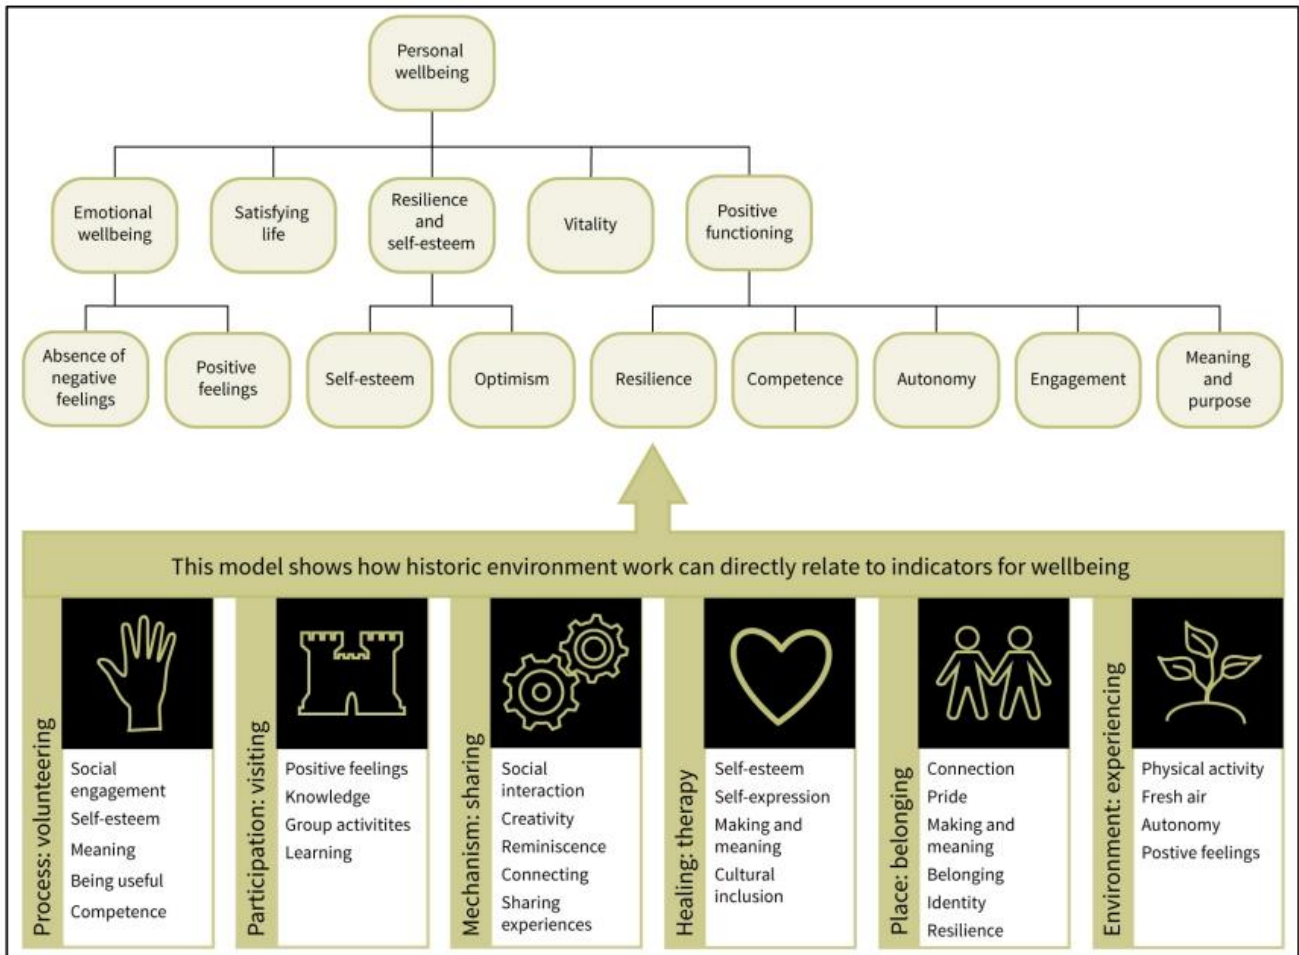 Personal
wellbeing
Emotional
wellbeing
Satisfying
life
Resilience
and
self-esteem
Vitality
Positive
functioning
Absence of
negative
feelings
Positive
feelings
Self-esteem
Optimism
Resilience
Competence
Autonomy
Engagement
Meaning
and
purpose
This model shows how historic environment work can directly relate to indicators for wellbeing
Process: volunteering
Social
engagement
Self-esteem
Meaning
Being useful
Competence
Participation: visiting
Positive feelings
Knowledge
Group activitites
Learning
Mechanism: sharing
Social
interaction
Creativity
Reminiscence
Connecting
Sharing
experiences
Healing: therapy
Self-esteem
Self-expression
Making and
meaning
Cultural
inclusion
Place: belonging
Connection
Pride
Making and
meaning
Belonging
Identity
Resilience
Environment: experiencing
Physical activity
Fresh air
Autonomy
Postive feelings